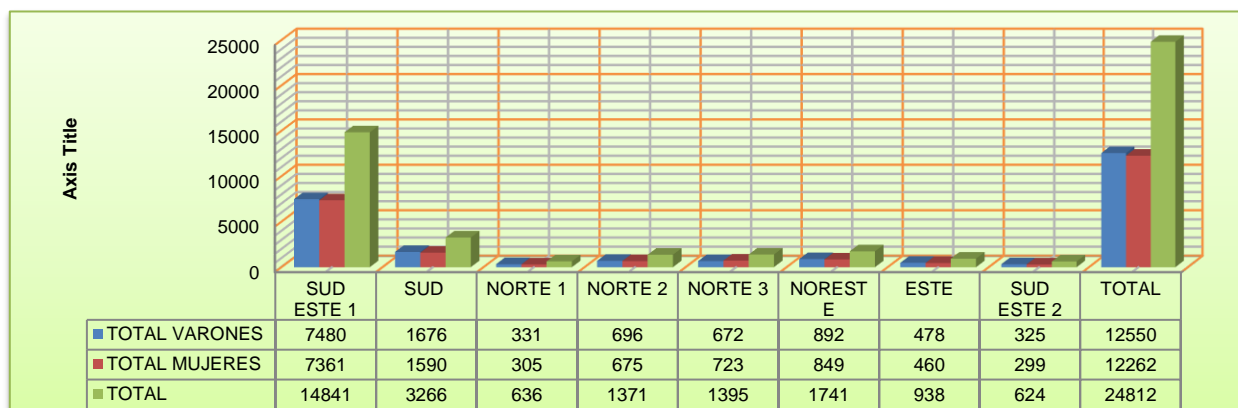 25000
20000
15000
10000
5000
0
Axis Title
SUD ESTE 1 SUD NORTE 1 NORTE 2 NORTE 3 NORESTE ESTE SUD ESTE 2 TOTAL
TOTAL VARONES 7480 1676 331 696 672 892 478 325 12550
TOTAL MUJERES 7361 1590 305 675 723 849 460 299 12262
TOTAL 14841 3266 636 1371 1395 1741 938 624 24812